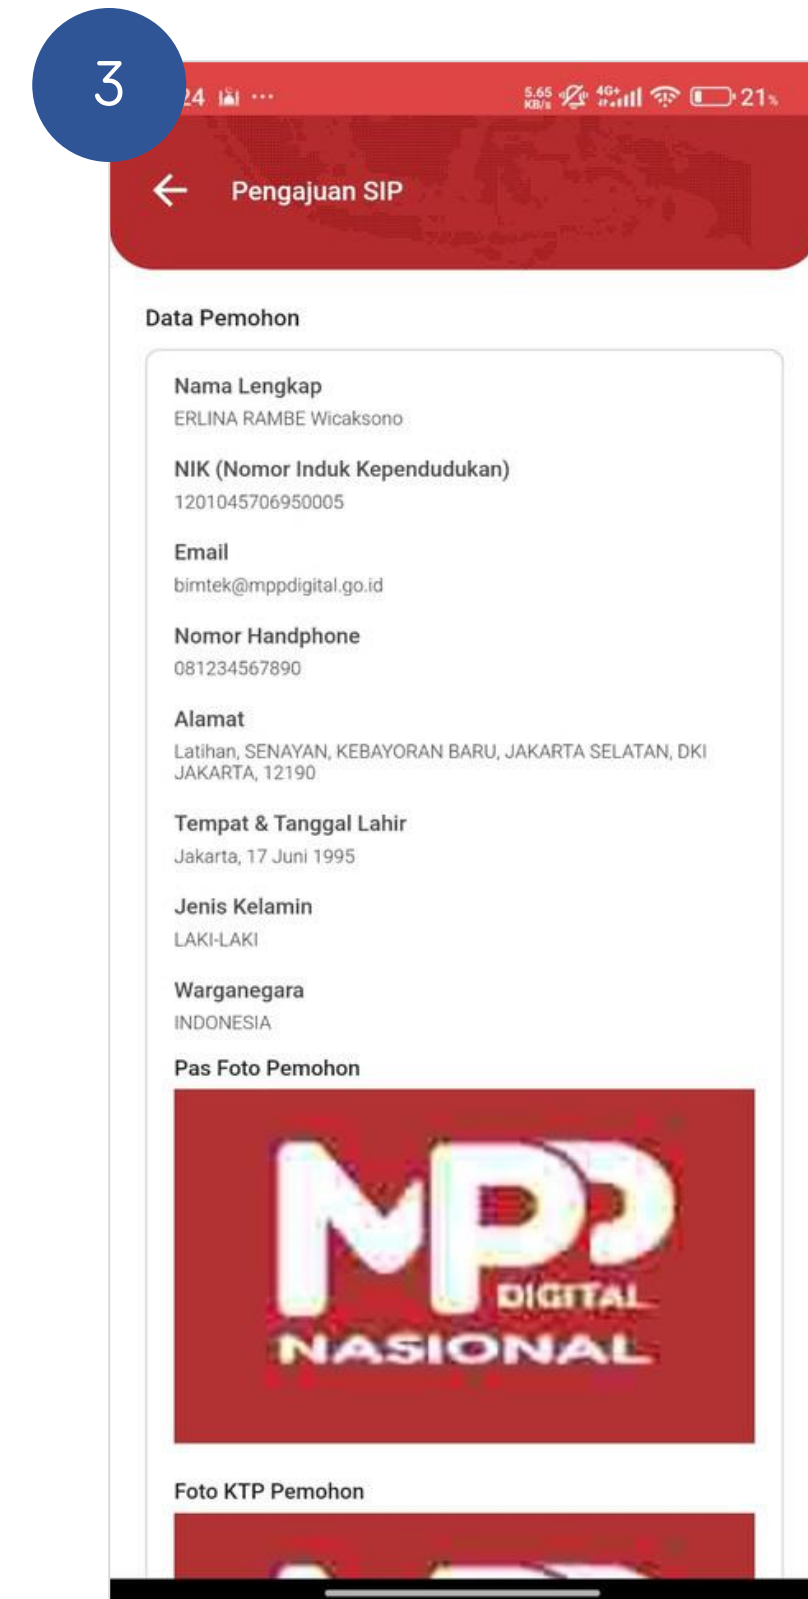 3
24 ...
5.65 KB/s 4G+ 21%
Pengajuan SIP
Data Pemohon
Nama Lengkap
ERLINA RAMBE Wicaksono
NIK (Nomor Induk Kependudukan)
1201045706950005
Email
bimtek@mppdigital.go.id
Nomor Handphone
081234567890
Alamat
Latihan, SENAYAN, KEBAYORAN BARU, JAKARTA SELATAN, DKI
JAKARTA, 12190
Tempat & Tanggal Lahir
Jakarta, 17 Juni 1995
Jenis Kelamin
LAKI-LAKI
Warganegara
INDONESIA
Pas Foto Pemohon
MPP
DIGITAL
NASIONAL
Foto KTP Pemohon